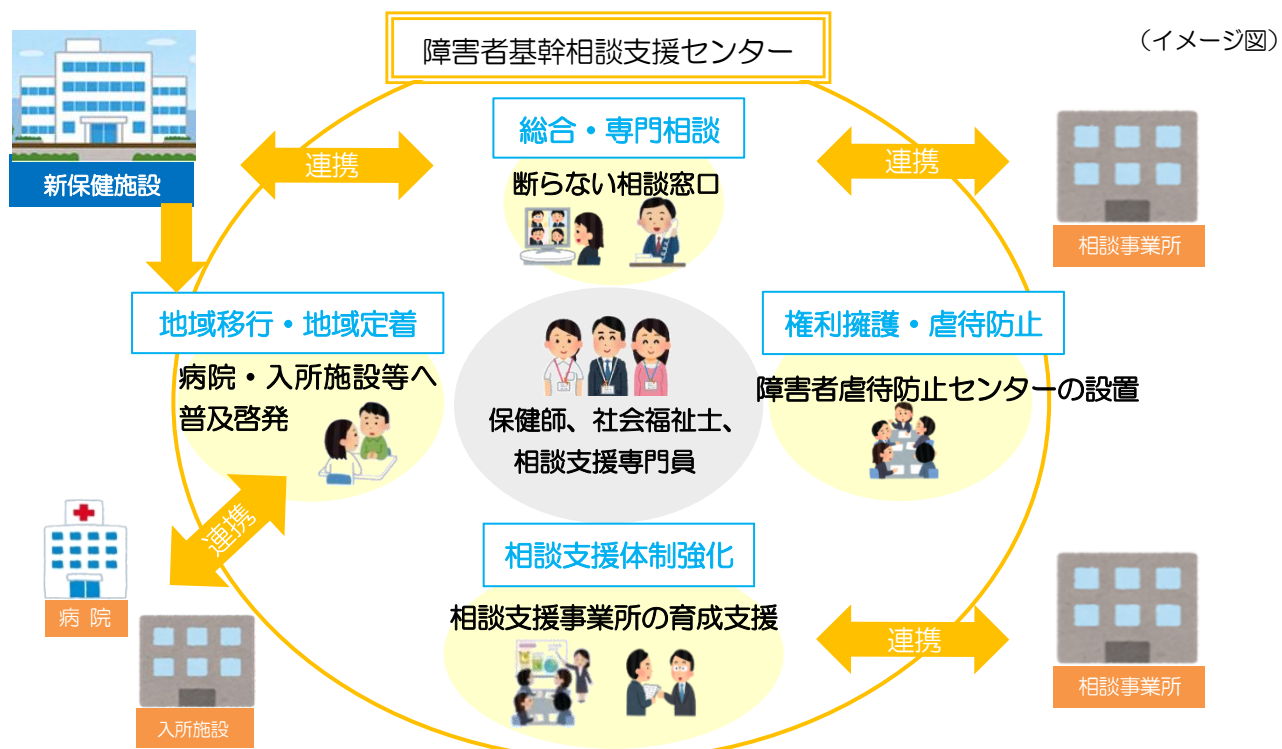 障害者基幹相談支援センター
（イメージ図）
総合・専門相談
連携
連携
断らない相談窓口
新保健施設
相談事業所
地域移行・地域定着
権利擁護・虐待防止
病院・入所施設等へ
普及啓発
障害者虐待防止センターの設置
保健師、社会福祉士、
相談支援専門員
連携
相談支援体制強化
病 院
相談支援事業所の育成支援
連携
相談事業所
入所施設